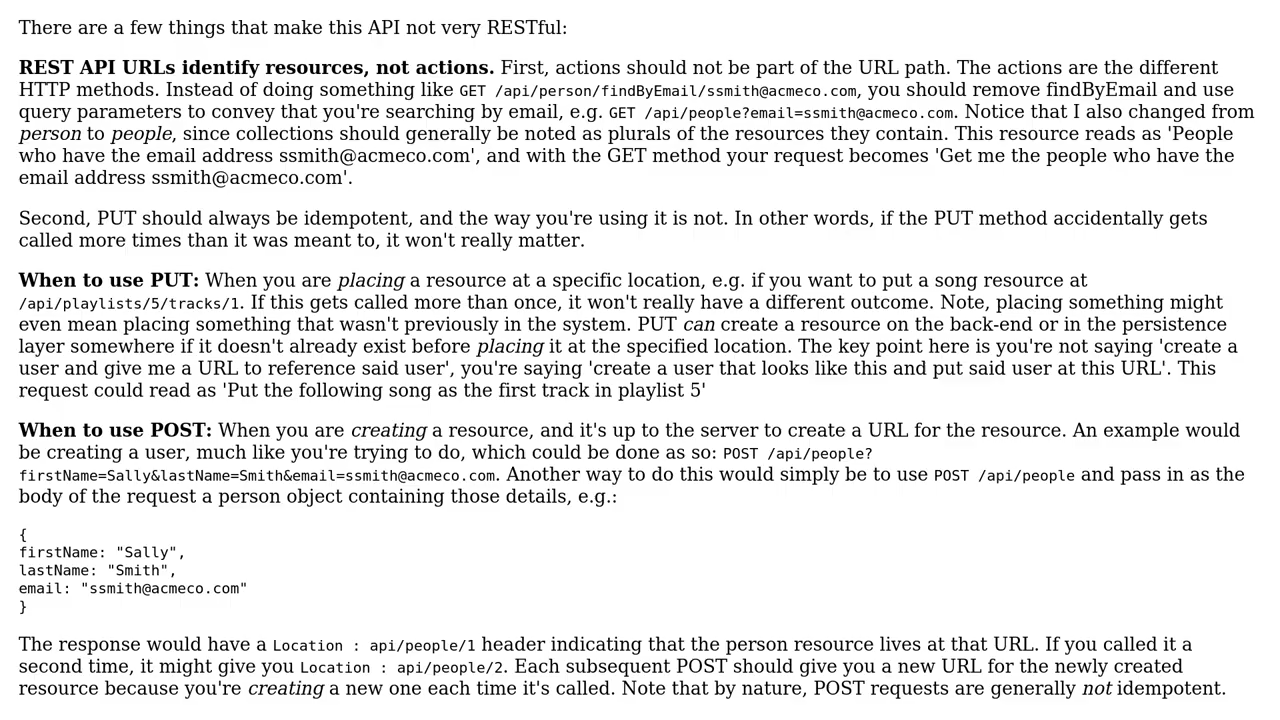 There are a few things that make this API not very RESTful:
REST API URLs identify resources, not actions. First, actions should not be part of the URL path. The actions are the different
HTTP methods. Instead of doing something like GET /api/person/findByEmail/ssmith@acmeco.com, you should remove findByEmail and use
query parameters to convey that you're searching by email, e.g. GET /api/people?email=ssmith@acmeco.com. Notice that I also changed from
person to people, since collections should generally be noted as plurals of the resources they contain. This resource reads as 'People
who have the email address ssmith@acmeco.com', and with the GET method your request becomes 'Get me the people who have the
email address ssmith@acmeco.com'.
Second, PUT should always be idempotent, and the way you're using it is not. In other words, if the PUT method accidentally gets
called more times than it was meant to, it won't really matter.
When to use PUT: When you are placing a resource at a specific location, e.g. if you want to put a song resource at
/api/playlists/5/tracks/1. If this gets called more than once, it won't really have a different outcome. Note, placing something might
even mean placing something that wasn't previously in the system. PUT can create a resource on the back-end or in the persistence
layer somewhere if it doesn't already exist before placing it at the specified location. The key point here is you're not saying 'create a
user and give me a URL to reference said user', you're saying 'create a user that looks like this and put said user at this URL'. This
request could read as 'Put the following song as the first track in playlist 5'
When to use POST: When you are creating a resource, and it's up to the server to create a URL for the resource. An example would
be creating a user, much like you're trying to do, which could be done as so: POST /api/people?
firstName=Sally&lastName=Smith&email=ssmith@acmeco.com. Another way to do this would simply be to use POST /api/people and pass in as the
body of the request a person object containing those details, e.g.:
{
firstName: "Sally",
lastName: "Smith",
email: "ssmith@acmeco.com"
}
The response would have a Location : api/people/1 header indicating that the person resource lives at that URL. If you called it a
second time, it might give you Location : api/people/2. Each subsequent POST should give you a new URL for the newly created
resource because you're creating a new one each time it's called. Note that by nature, POST requests are generally not idempotent.